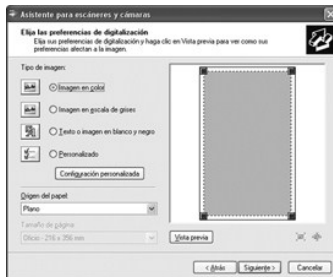 Asistente para escáneres y cámaras
Elija las preferencias de digitalización
Elija sus preferencias de digitalización y haga clic en Vista previa para ver como sus
preferencias afectan a la imagen.
Tipo de imagen:
Imagen en color
Imagen en escala de grises
Texto o imagen en blanco y negro
Personalizado
Configuración personalizada
Origen del papel:
Plano
Tamaño de página:
Oficio - 216 x 356 mm
Vista previa
< Atrás
Siguiente >
Cancelar